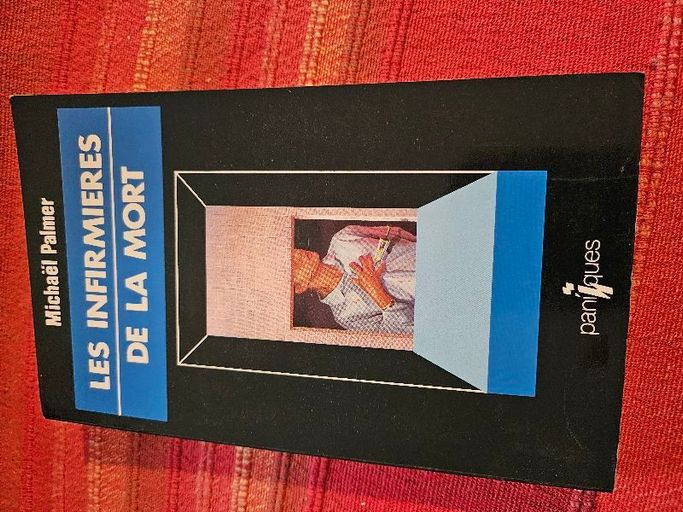 Michaël Palmer
LES INFIRMIERES
DE LA MORT
paniques